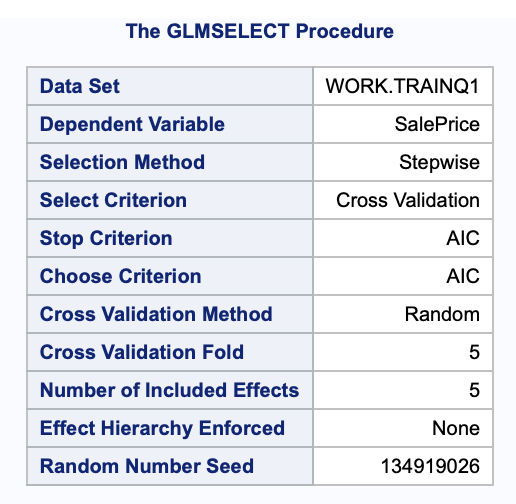 The GLMSELECT Procedure
Data Set WORK.TRAINQ1
Dependent Variable SalePrice
Selection Method Stepwise
Select Criterion Cross Validation
Stop Criterion AIC
Choose Criterion AIC
Cross Validation Method Random
Cross Validation Fold 5
Number of Included Effects 5
Effect Hierarchy Enforced None
Random Number Seed 134919026